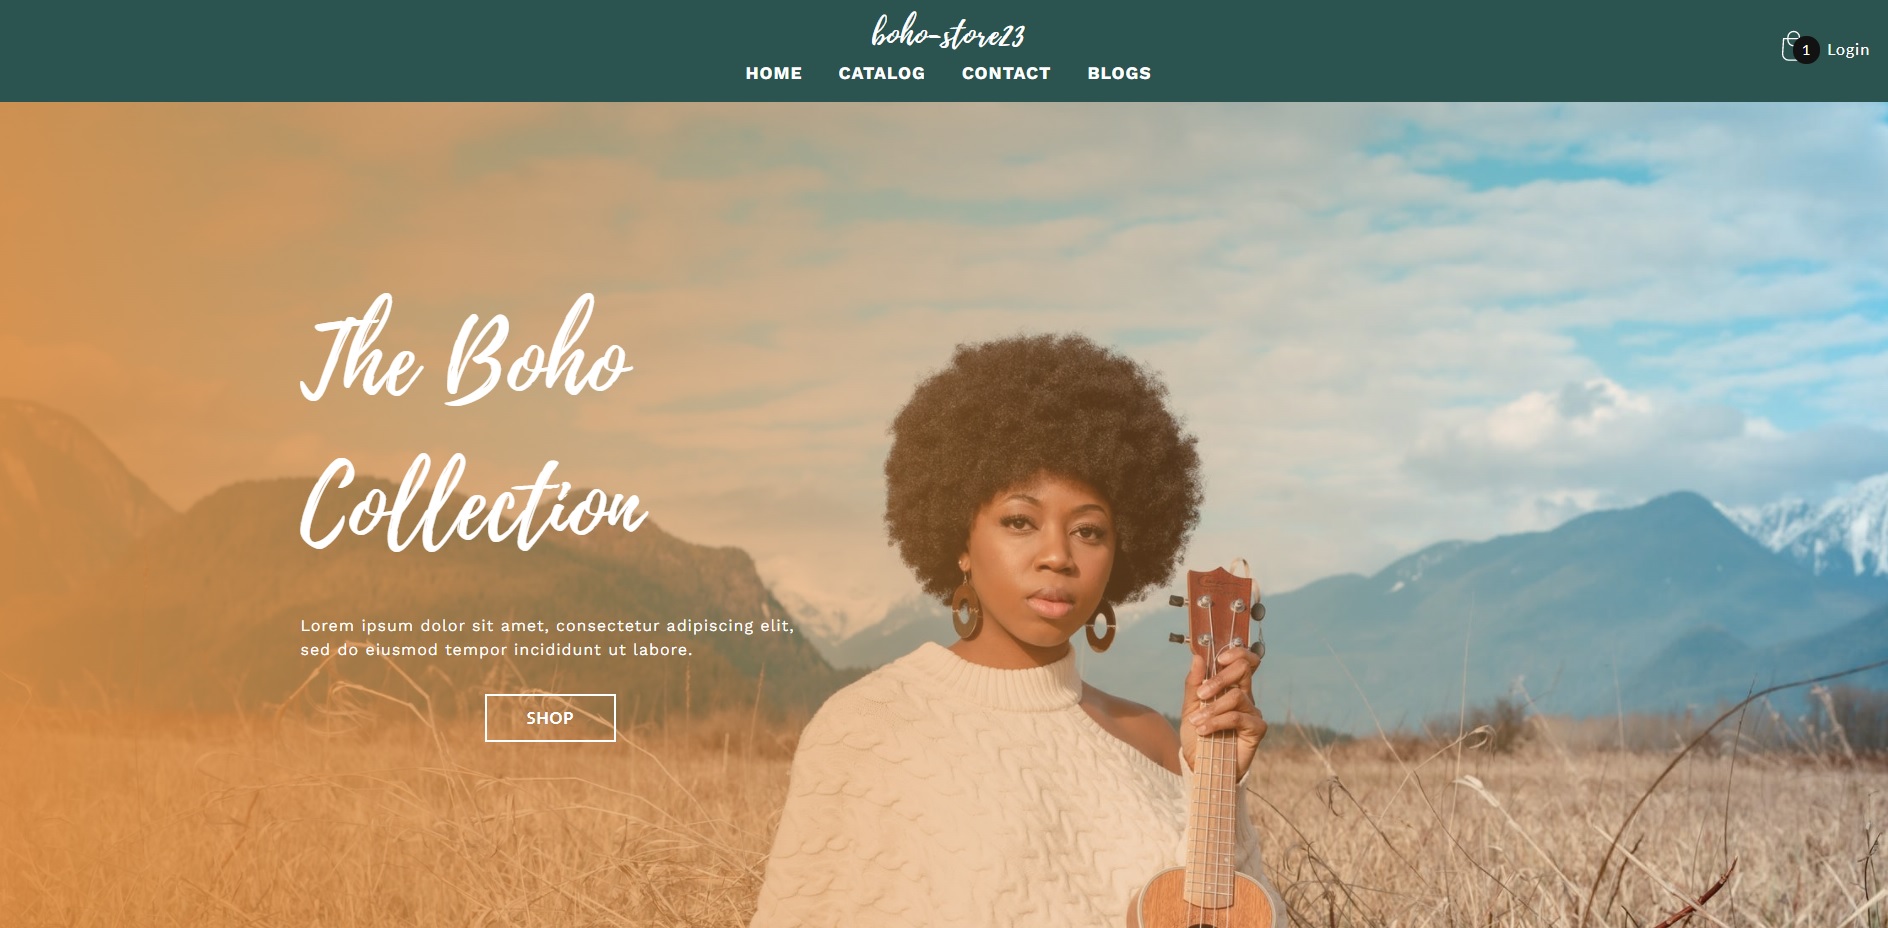 boho-store23
HOME CATALOG CONTACT BLOGS
1 Login
The Boho
Collection
Lorem ipsum dolor sit amet, consectetur adipiscing elit,
sed do eiusmod tempor incididunt ut labore.
SHOP